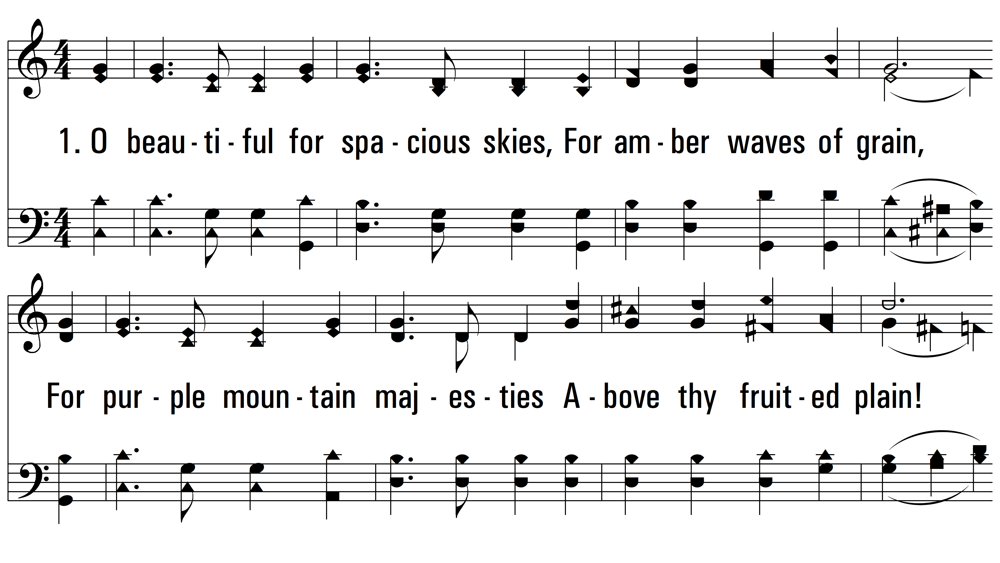 1. O beau - ti - ful for spa - cious skies, For am - ber waves of grain,
For pur - ple moun - tain maj - es - ties A - bove thy fruit - ed plain!